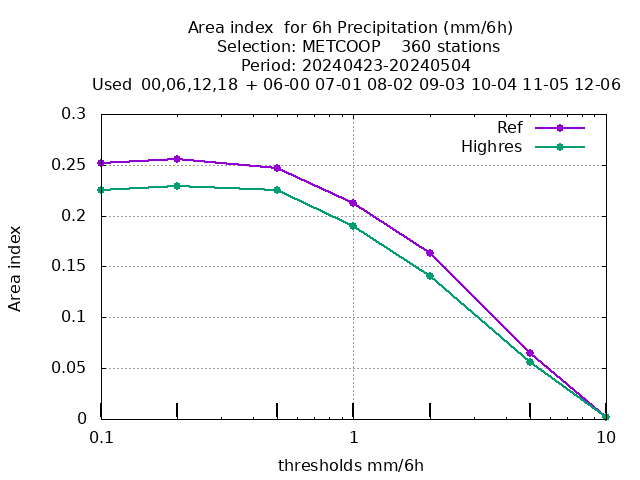 Area index  for 6h Precipitation (mm/6h)
Selection: METCOOP    360 stations
Period: 20240423-20240504
Used  00,06,12,18  + 06-00 07-01 08-02 09-03 10-04 11-05 12-06
0.3
0.25
0.2
0.15
0.1
0.05
0
Area index
Ref
Highres
0.1 1 10
thresholds mm/6h